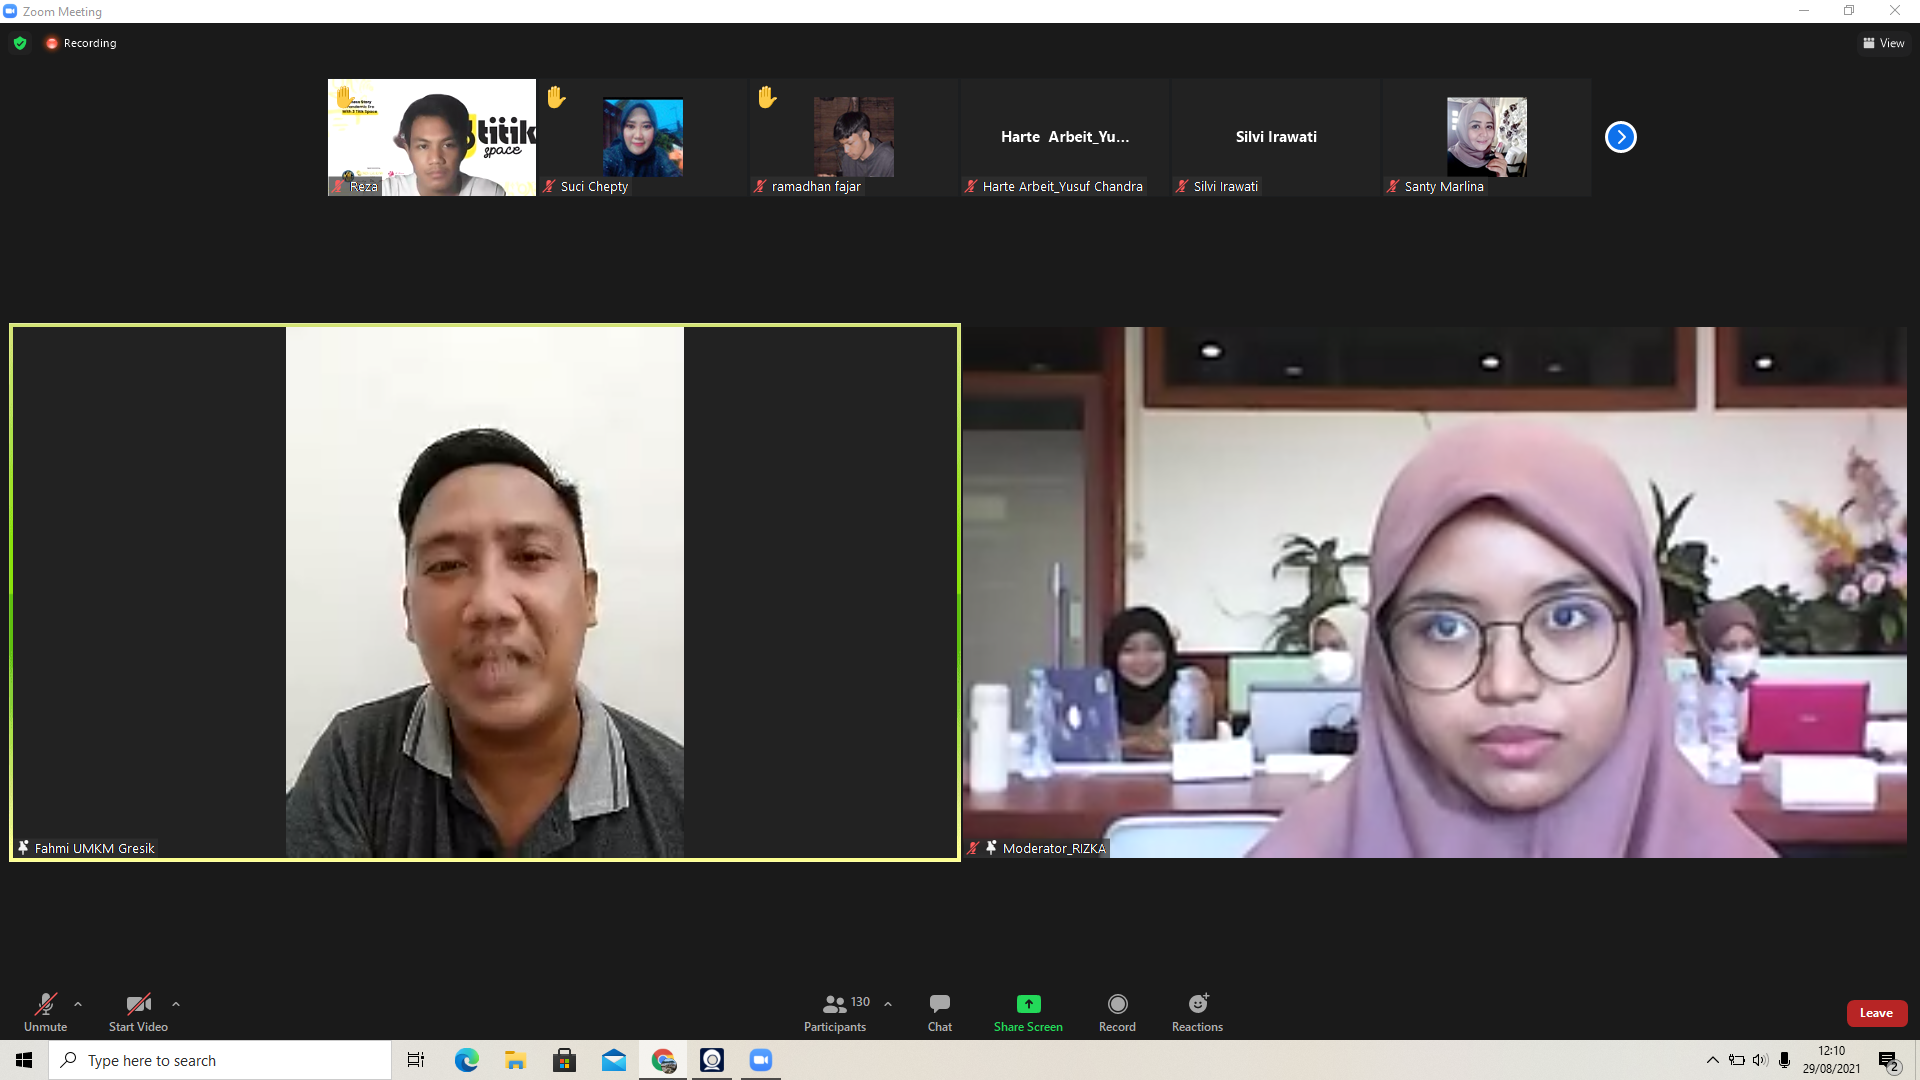 Zoom Meeting
Recording
View
titik
space
Reza
Suci Chepty
ramadhan fajar
Harte Arbeit_Yu...
Harte Arbeit_Yusuf Chandra
Silvi Irawati
Silvi Irawati
Santy Marlina
Fahmi UMKM Gresik
Moderator_RIZKA
Unmute
Start Video
130
Participants
Chat
Share Screen
Record
Reactions
Leave
Type here to search
12:10
29/08/2021
2